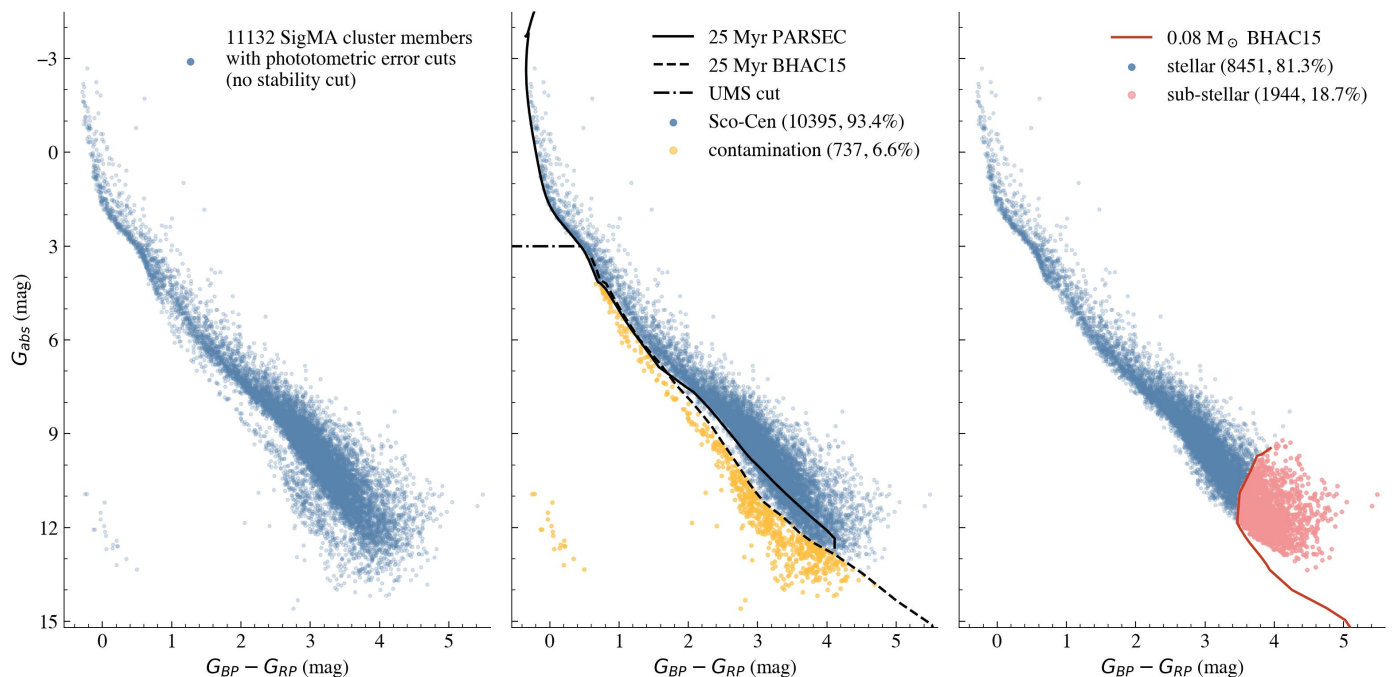 11132 SigMA cluster members
with phototometric error cuts
(no stability cut)
−3
0
3
6
9
12
15
G_abs (mag)
0
1
2
3
4
5
G_BP − G_RP (mag)
25 Myr PARSEC
25 Myr BHAC15
UMS cut
Sco-Cen (10395, 93.4%)
contamination (737, 6.6%)
0
1
2
3
4
5
G_BP − G_RP (mag)
0.08 M_⊙ BHAC15
stellar (8451, 81.3%)
sub-stellar (1944, 18.7%)
0
1
2
3
4
5
G_BP − G_RP (mag)